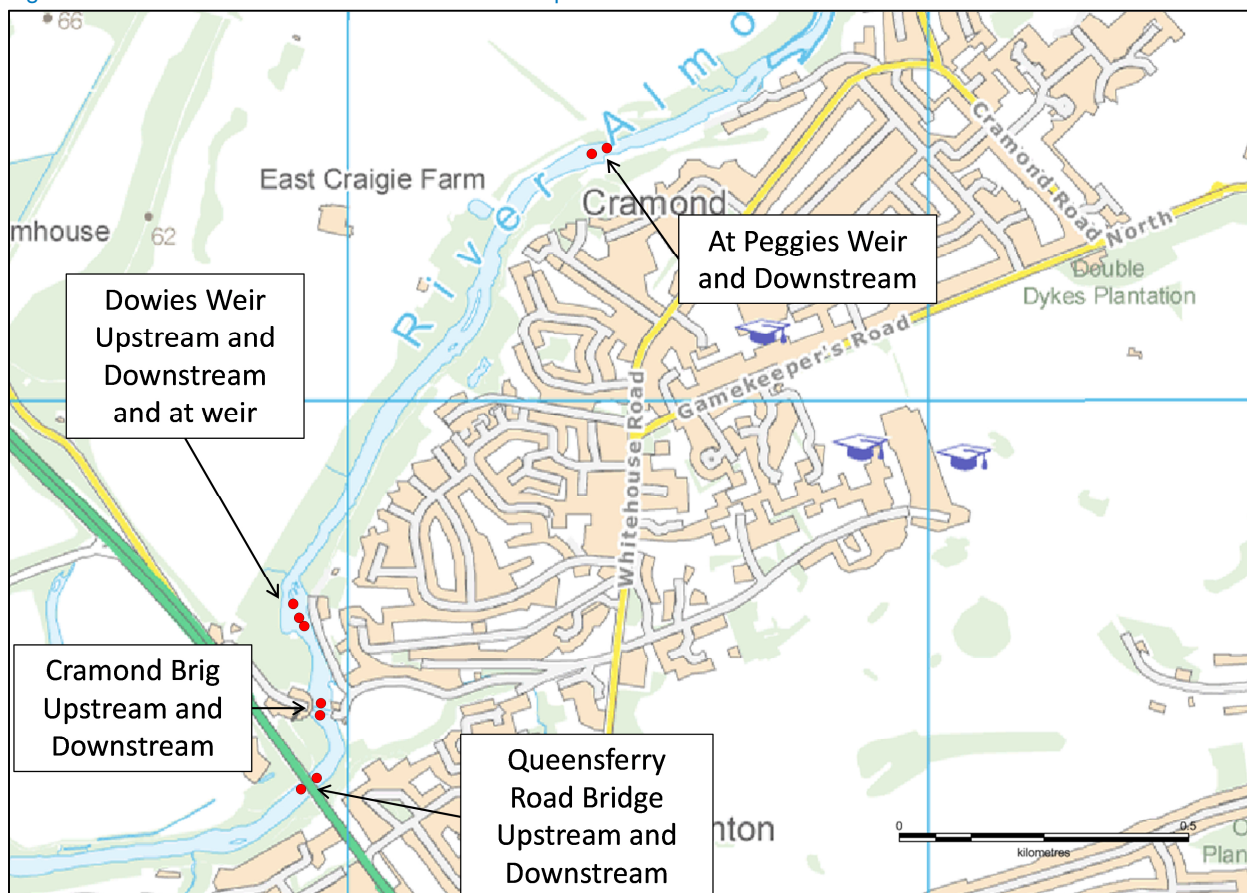 66
River Almo
East Craigie Farm
Cramond
Cramond Road
North
mhouse
62
At Peggies Weir
and Downstream
Double
Dykes Plantation
Dowies Weir
Upstream and
Downstream
and at weir
Gamekeeper's Road
Whitehouse Road
Cramond Brig
Upstream and
Downstream
Queensferry
Road Bridge
Upstream and
Downstream
nton
0
0.5
kilometres
Plan